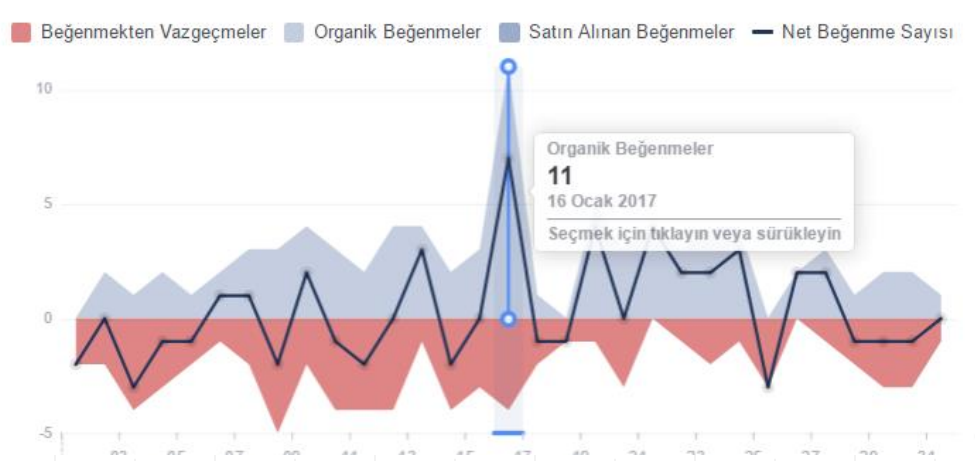 Beğenmekten Vazgeçmeler Organik Beğenmeler Satın Alınan Beğenmeler Net Beğenme Sayısı
10
Organik Beğenmeler
11
16 Ocak 2017
Seçmek için tıklayın veya sürükleyin
5
0
-5
17